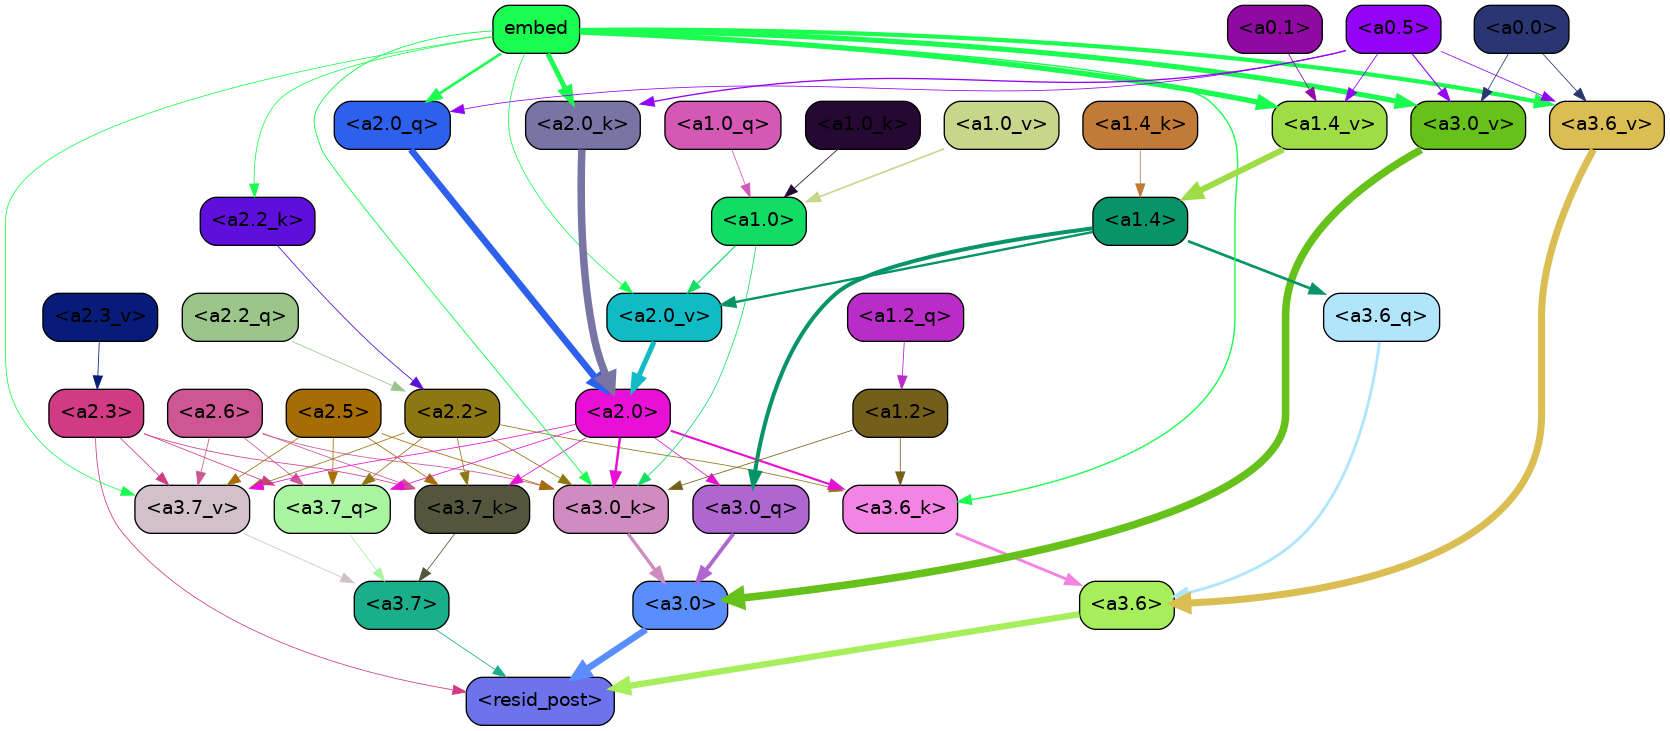 embed
<a0.1>
<a0.5>
<a0.0>
<a2.0_q>
<a2.0_k>
<a1.0_q>
<a1.0_k>
<a1.0_v>
<a1.4_k>
<a1.4_v>
<a3.0_v>
<a3.6_v>
<a2.2_k>
<a1.0>
<a1.4>
<a2.3_v>
<a2.2_q>
<a2.0_v>
<a1.2_q>
<a3.6_q>
<a2.3>
<a2.6>
<a2.5>
<a2.2>
<a2.0>
<a1.2>
<a3.7_v>
<a3.7_q>
<a3.7_k>
<a3.0_k>
<a3.0_q>
<a3.6_k>
<a3.7>
<a3.0>
<a3.6>
<resid_post>